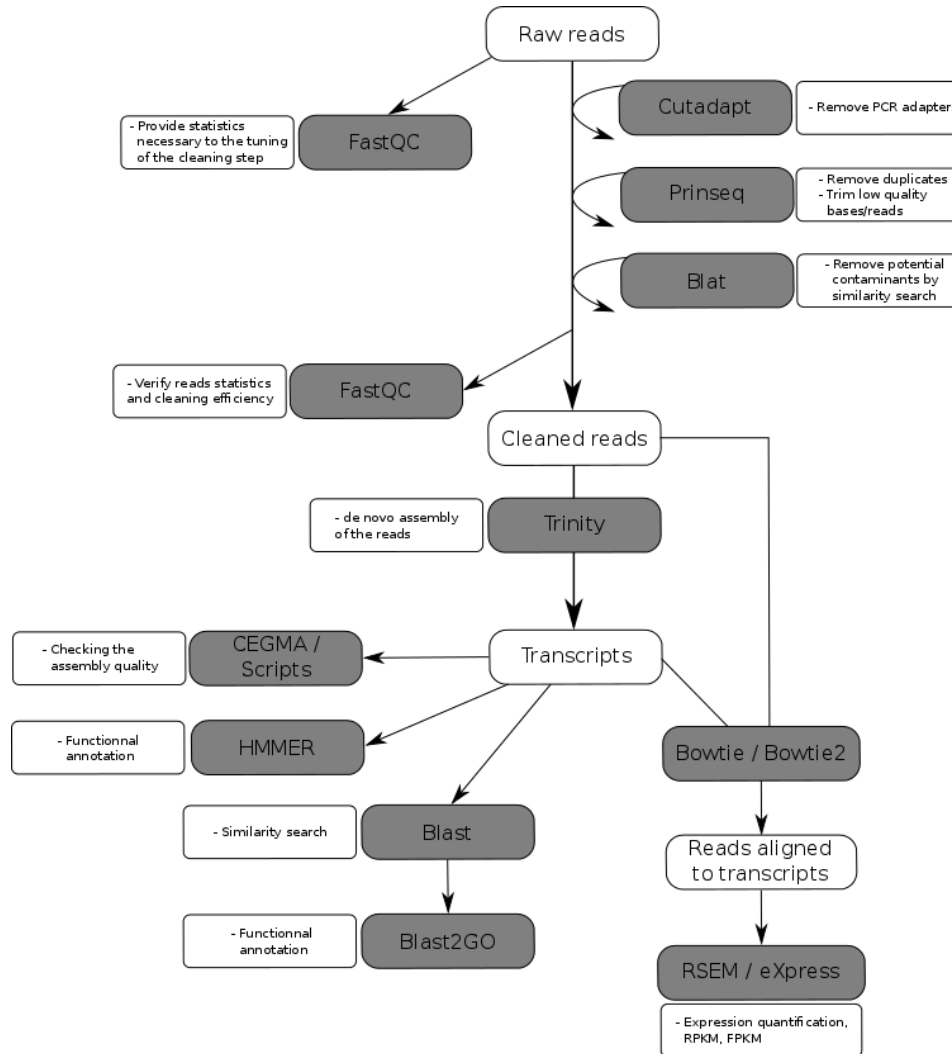 Raw reads
Cutadapt
- Remove PCR adapter
- Provide statistics
necessary to the tuning
of the cleaning step
FastQC
Prinseq
- Remove duplicates
- Trim low quality
bases/reads
Blat
- Remove potential
contaminants by
similarity search
- Verify reads statistics
and cleaning efficiency
FastQC
Cleaned reads
- de novo assembly
of the reads
Trinity
- Checking the
assembly quality
CEGMA /
Scripts
Transcripts
- Functionnal
annotation
HMMER
Bowtie / Bowtie2
- Similarity search
Blast
Reads aligned
to transcripts
- Functionnal
annotation
Blast2GO
RSEM / eXpress
- Expression quantification,
RPKM, FPKM